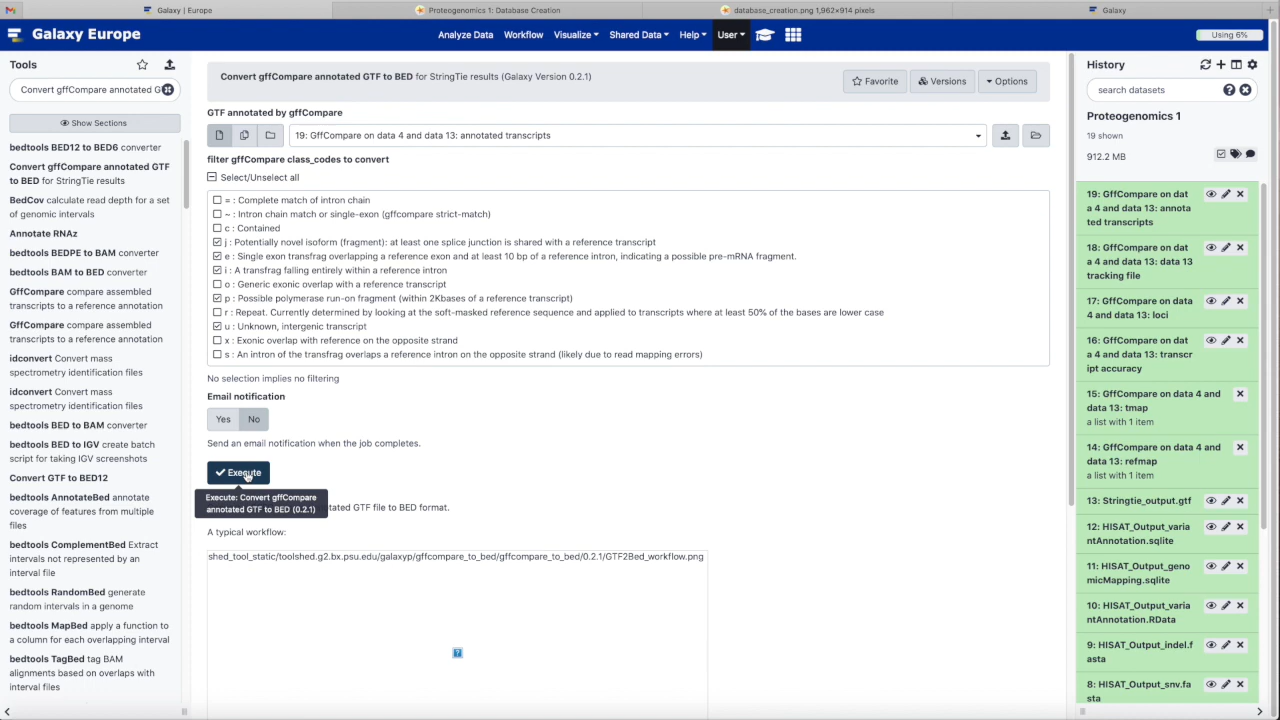 Galaxy | Europe
Proteogenomics 1: Database Creation
database_creation.png 1,962×914 pixels
Galaxy
Galaxy Europe
Analyze Data
Workflow
Visualize
Shared Data
Help
User
Using 6%
Tools
Convert gffCompare annotated G
Show Sections
bedtools BED12 to BED6 converter
Convert gffCompare annotated GTF
to BED for StringTie results
BedCov calculate read depth for a set
of genomic intervals
Annotate RNAz
bedtools BEDPE to BAM converter
bedtools BAM to BED converter
GffCompare compare assembled
transcripts to a reference annotation
GffCompare compare assembled
transcripts to a reference annotation
idconvert Convert mass
spectrometry identification files
idconvert Convert mass
spectrometry identification files
bedtools BED to BAM converter
bedtools BED to IGV create batch
script for taking IGV screenshots
Convert GTF to BED12
bedtools AnnotateBed annotate
coverage of features from multiple
files
bedtools ComplementBed Extract
intervals not represented by an
interval file
bedtools RandomBed generate
random intervals in a genome
bedtools MapBed apply a function to
a column for each overlapping interval
bedtools TagBed tag BAM
alignments based on overlaps with
interval files
Convert gffCompare annotated GTF to BED for StringTie results (Galaxy Version 0.2.1)
Favorite
Versions
Options
GTF annotated by gffCompare
19: GffCompare on data 4 and data 13: annotated transcripts
filter gffCompare class_codes to convert
Select/Unselect all
= : Complete match of intron chain
~ : Intron chain match or single-exon (gffcompare strict-match)
c : Contained
j : Potentially novel isoform (fragment): at least one splice junction is shared with a reference transcript
e : Single exon transfrag overlapping a reference exon and at least 10 bp of a reference intron, indicating a possible pre-mRNA fragment.
i : A transfrag falling entirely within a reference intron
o : Generic exonic overlap with a reference transcript
p : Possible polymerase run-on fragment (within 2Kbases of a reference transcript)
r : Repeat. Currently determined by looking at the soft-masked reference sequence and applied to transcripts where at least 50% of the bases are lower case
u : Unknown, intergenic transcript
x : Exonic overlap with reference on the opposite strand
s : An intron of the transfrag overlaps a reference intron on the opposite strand (likely due to read mapping errors)
No selection implies no filtering
Email notification
Yes
No
Send an email notification when the job completes.
Execute
Execute: Convert gffCompare
annotated GTF to BED (0.2.1)
tated GTF file to BED format.
A typical workflow:
shed_tool_static/toolshed.g2.bx.psu.edu/galaxyp/gffcompare_to_bed/gffcompare_to_bed/0.2.1/GTF2Bed_workflow.png
History
search datasets
Proteogenomics 1
19 shown
912.2 MB
19: GffCompare on dat
a 4 and data 13: annota
ted transcripts
18: GffCompare on dat
a 4 and data 13: data 13
tracking file
17: GffCompare on data
4 and data 13: loci
16: GffCompare on data
4 and data 13: transcr
ipt accuracy
15: GffCompare on data 4 and
data 13: tmap
a list with 1 item
14: GffCompare on data 4 and
data 13: refmap
a list with 1 item
13: Stringtie_output.gtf
12: HISAT_Output_varia
ntAnnotation.sqlite
11: HISAT_Output_geno
micMapping.sqlite
10: HISAT_Output_varia
ntAnnotation.RData
9: HISAT_Output_indel.f
asta
8: HISAT_Output_snv.fa
sta